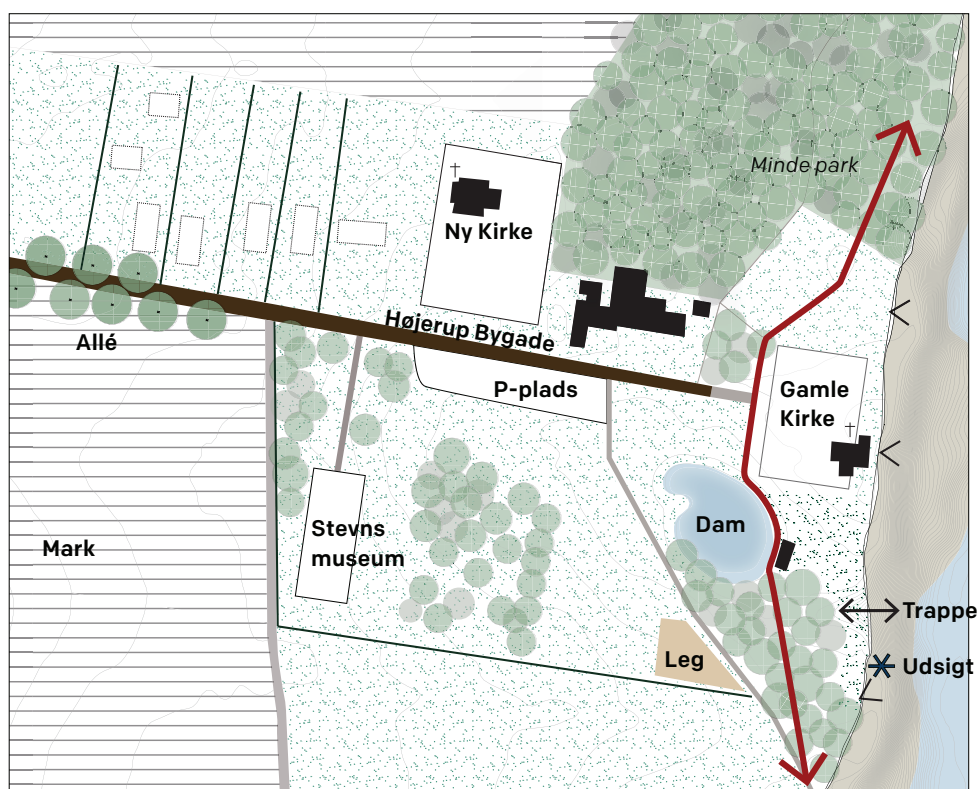 Minde park
Ny Kirke
Højerup Bygade
Allé
P-plads
Gamle
Kirke
Dam
Stevns
museum
Mark
Trappe
Leg
Udsigt